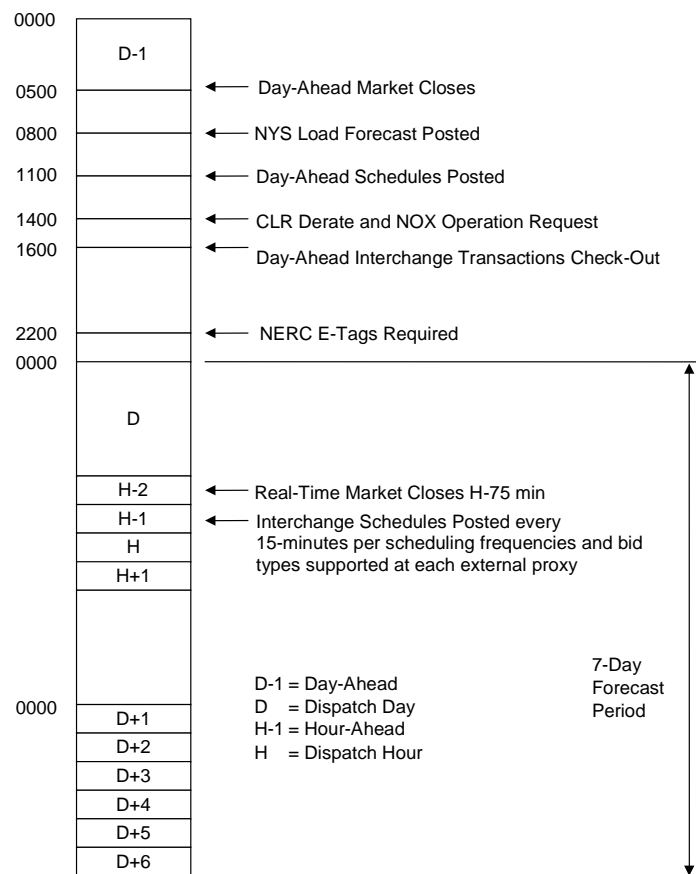 0000
D-1
0500
Day-Ahead Market Closes
0800
NYS Load Forecast Posted
1100
Day-Ahead Schedules Posted
1400
CLR Derate and NOX Operation Request
1600
Day-Ahead Interchange Transactions Check-Out
2200
NERC E-Tags Required
0000
D
H-2
Real-Time Market Closes H-75 min
H-1
Interchange Schedules Posted every
15-minutes per scheduling frequencies and bid
types supported at each external proxy
H
H+1
7-Day
Forecast
Period
D-1 = Day-Ahead
D = Dispatch Day
H-1 = Hour-Ahead
H = Dispatch Hour
0000
D+1
D+2
D+3
D+4
D+5
D+6